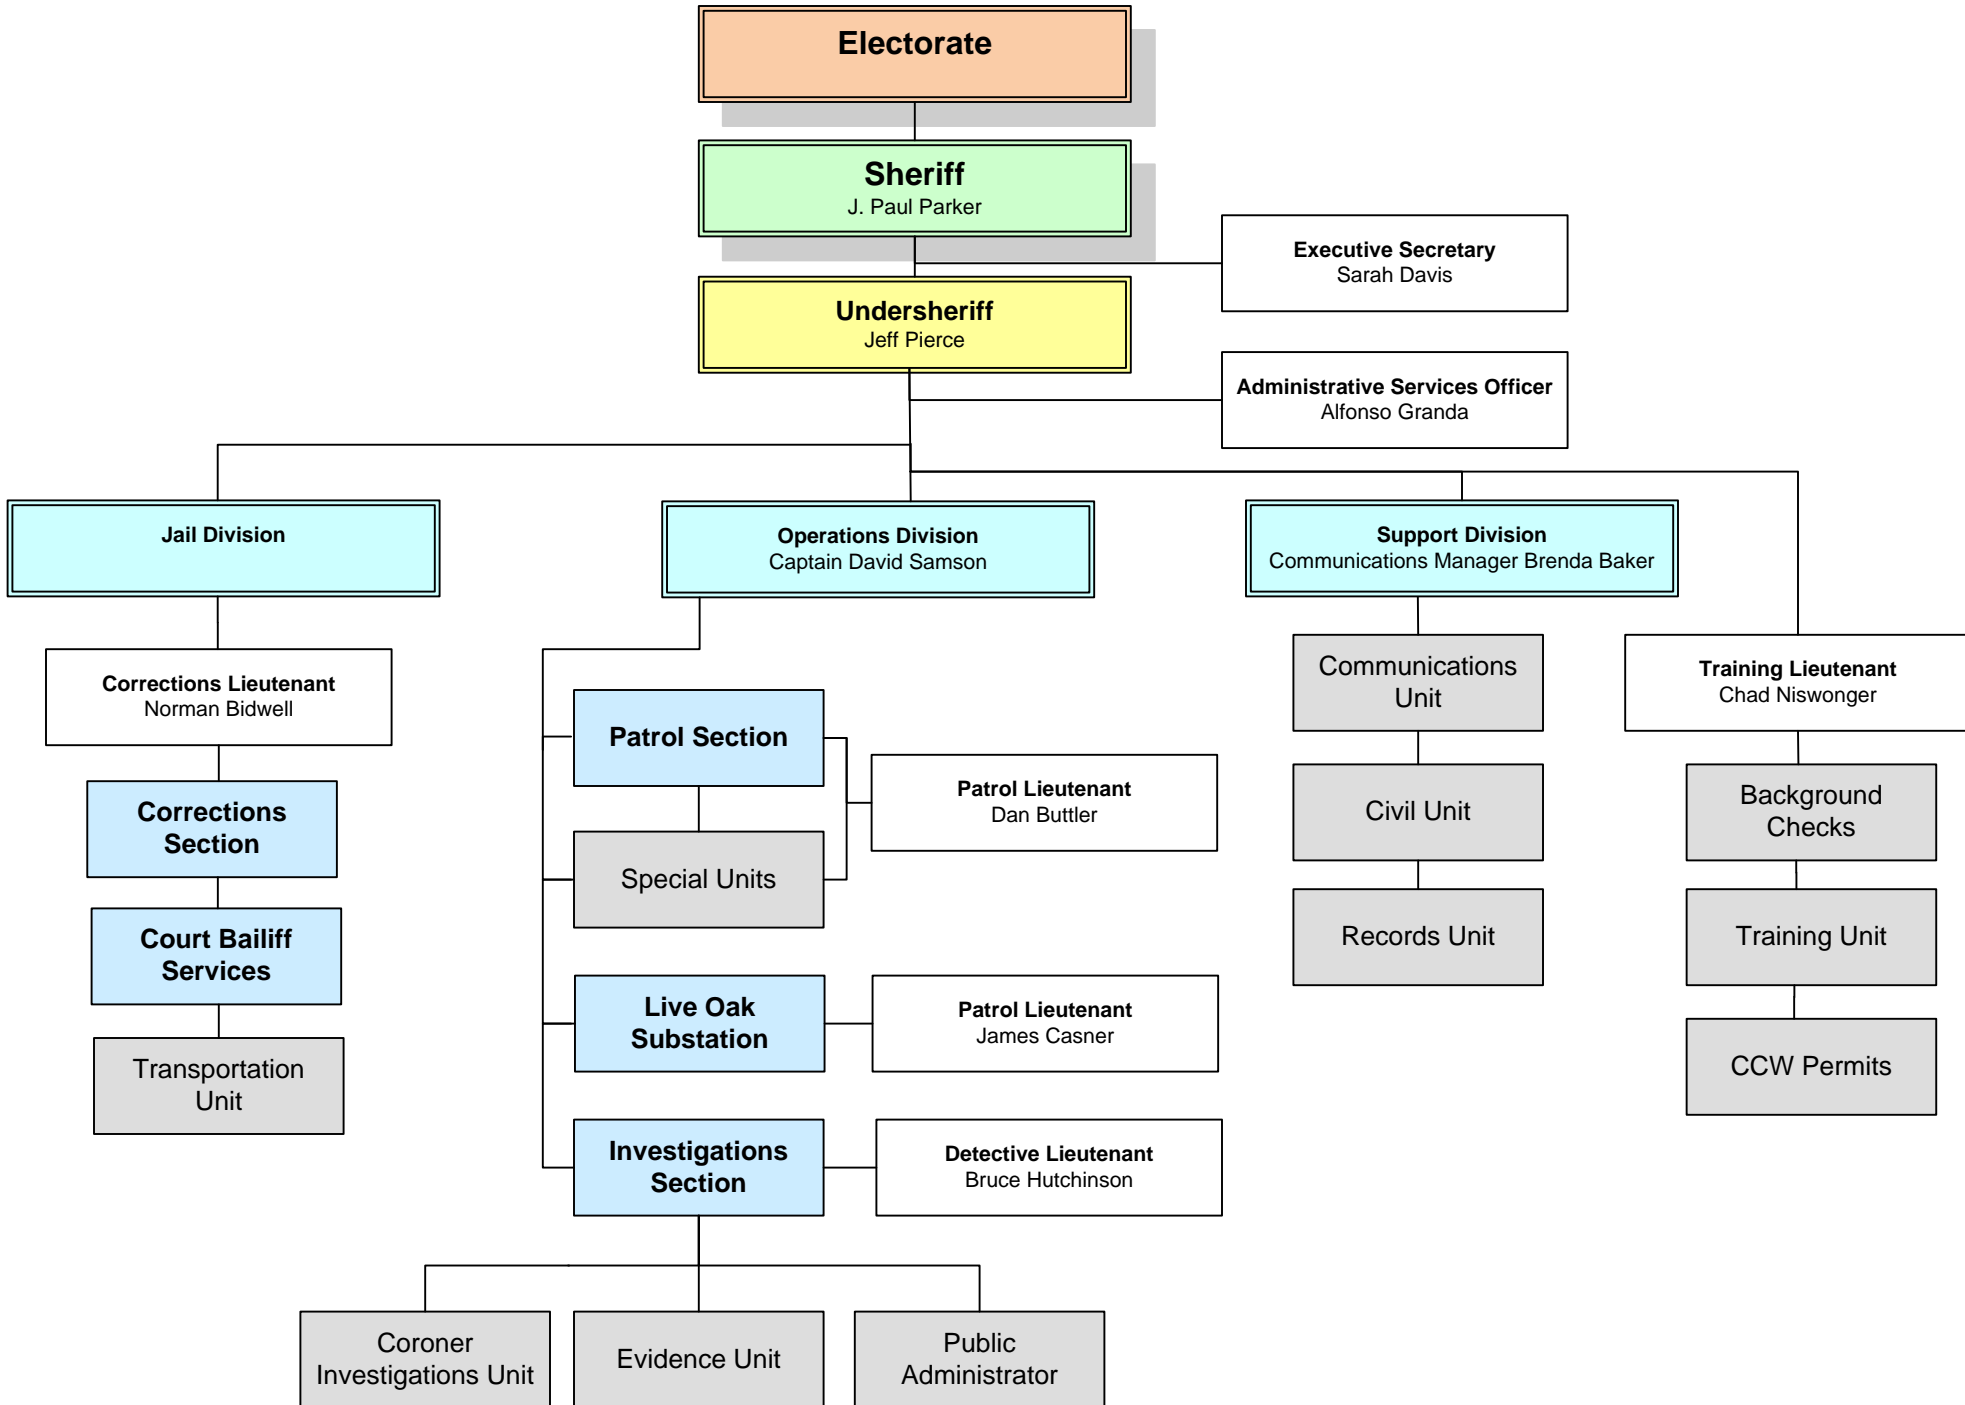 Electorate
Sheriff
J. Paul Parker
Executive Secretary
Sarah Davis
Undersheriff
Jeff Pierce
Administrative Services Officer
Alfonso Granda
Jail Division
Operations Division
Captain David Samson
Support Division
Communications Manager Brenda Baker
Corrections Lieutenant
Norman Bidwell
Corrections
Section
Court Bailiff
Services
Transportation
Unit
Patrol Section
Special Units
Patrol Lieutenant
Dan Buttler
Live Oak
Substation
Patrol Lieutenant
James Casner
Investigations
Section
Detective Lieutenant
Bruce Hutchinson
Coroner
Investigations Unit
Evidence Unit
Public
Administrator
Communications
Unit
Civil Unit
Records Unit
Training Lieutenant
Chad Niswonger
Background
Checks
Training Unit
CCW Permits